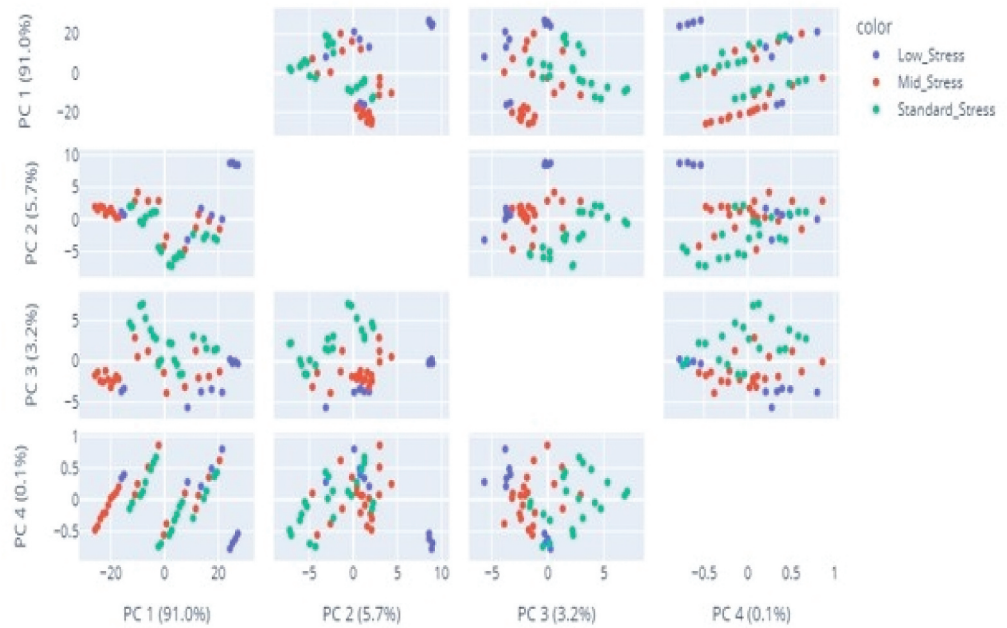 PC 1 (91.0%)
20
0
−20
color
Low_Stress
Mid_Stress
Standard_Stress
PC 2 (5.7%)
10
5
0
−5
PC 3 (3.2%)
5
0
−5
PC 4 (0.1%)
1
0.5
0
−0.5
−20 0 20
−5 0 5 10
−5 0 5
−0.5 0 0.5 1
PC 1 (91.0%) PC 2 (5.7%) PC 3 (3.2%) PC 4 (0.1%)